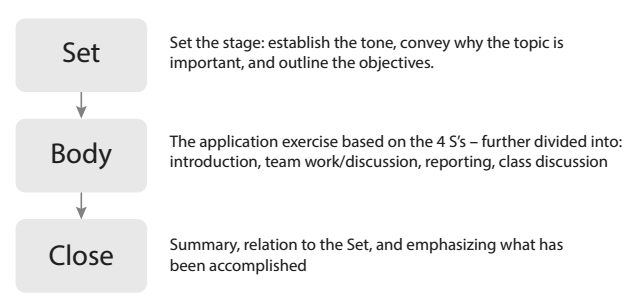 Set
Set the stage: establish the tone, convey why the topic is
important, and outline the objectives.
Body
The application exercise based on the 4 S's – further divided into:
introduction, team work/discussion, reporting, class discussion
Close
Summary, relation to the Set, and emphasizing what has
been accomplished